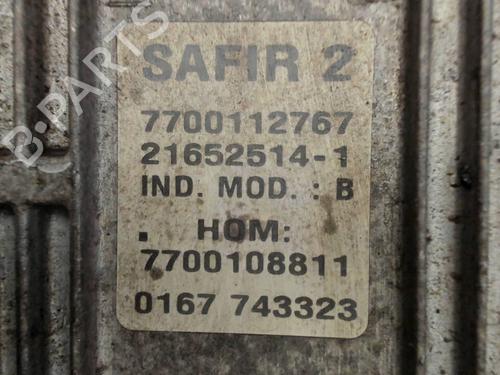 SAFIR 2
7700112767
21652514-1
IND. MOD. : B
. HOM:
7700108811
0167 743323
B-PARTS